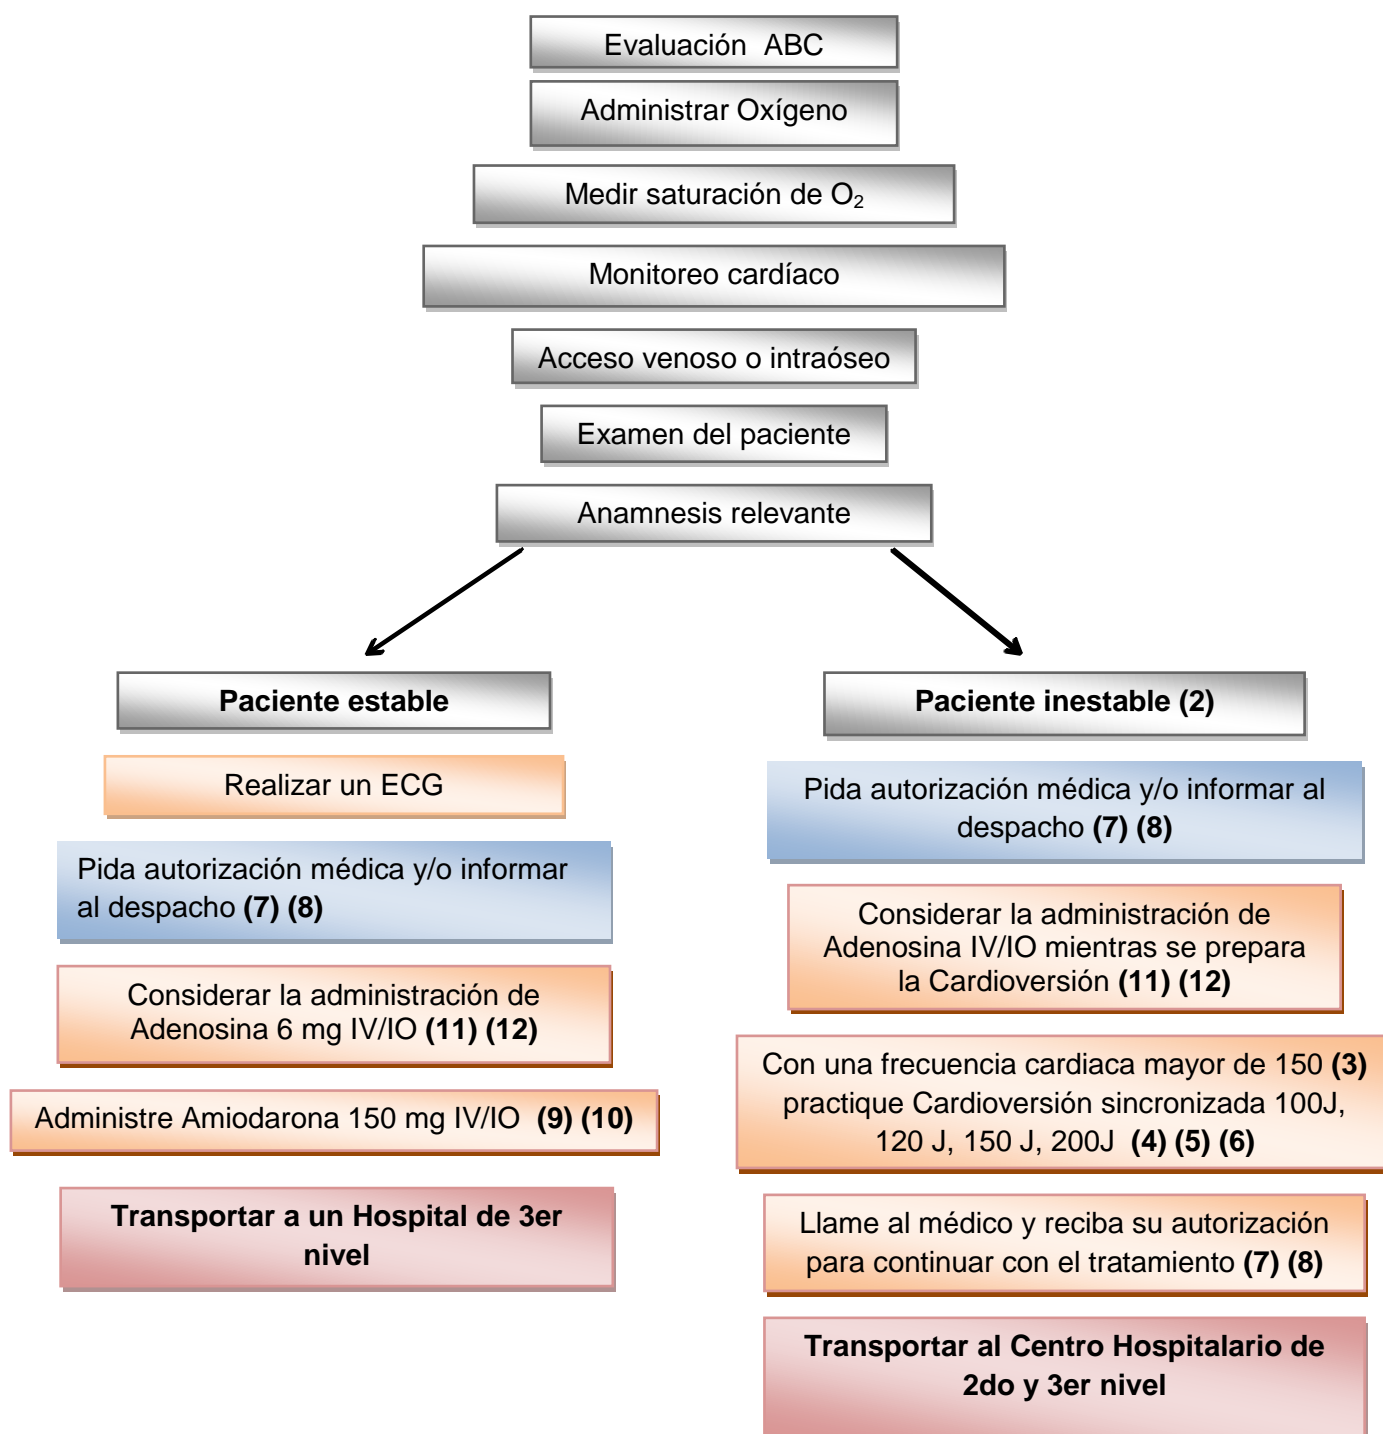 Evaluación  ABC
Administrar Oxígeno
Medir saturación de O₂
Monitoreo cardíaco
Acceso venoso o intraóseo
Examen del paciente
Anamnesis relevante
Paciente estable
Realizar un ECG
Pida autorización médica y/o informar
al despacho (7) (8)
Considerar la administración de
Adenosina 6 mg IV/IO (11) (12)
Administre Amiodarona 150 mg IV/IO  (9) (10)
Transportar a un Hospital de 3er
nivel
Paciente inestable (2)
Pida autorización médica y/o informar al
despacho (7) (8)
Considerar la administración de
Adenosina IV/IO mientras se prepara
la Cardioversión (11) (12)
Con una frecuencia cardiaca mayor de 150 (3)
practique Cardioversión sincronizada 100J,
120 J, 150 J, 200J  (4) (5) (6)
Llame al médico y reciba su autorización
para continuar con el tratamiento (7) (8)
Transportar al Centro Hospitalario de
2do y 3er nivel